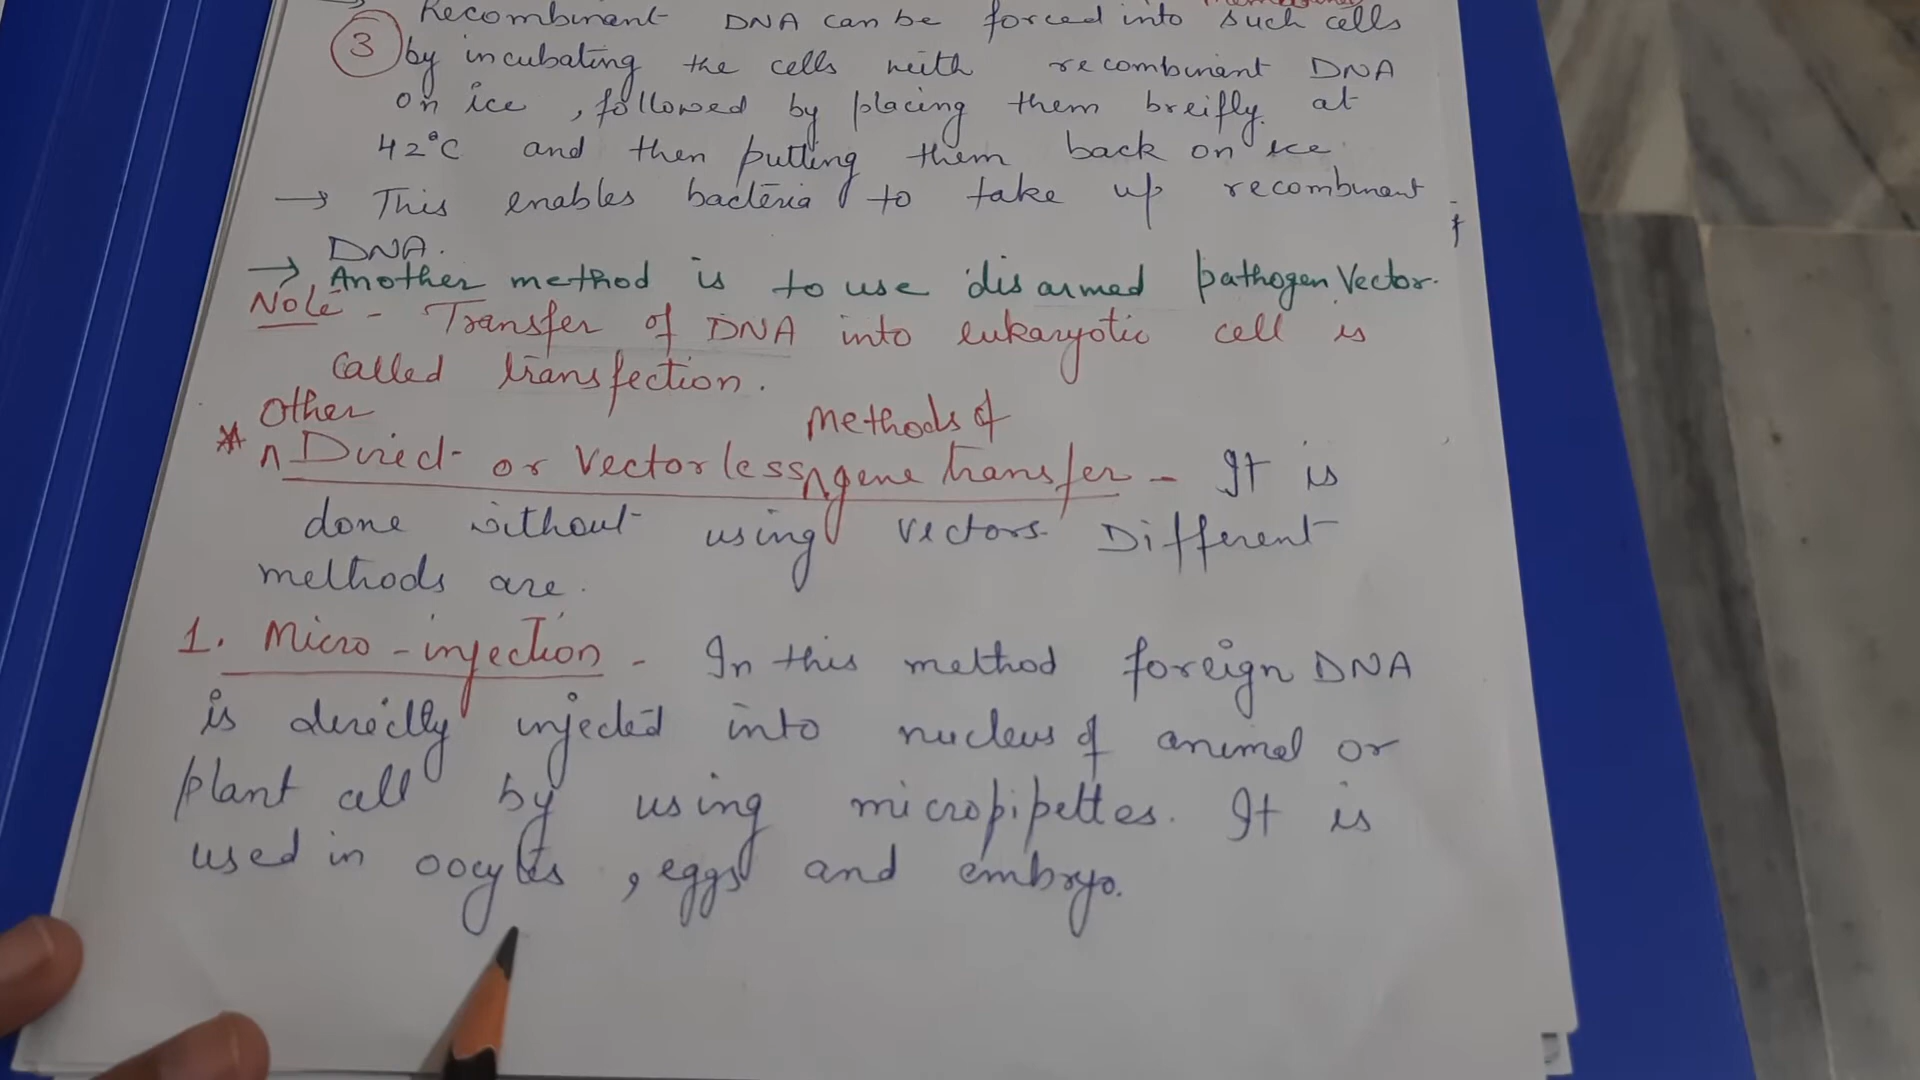 Recombinant DNA can be forced into such cells
3 by incubating the cells with recombinant DNA
on ice, followed by placing them breifly at
42°C and then putting them back on ice
→ This enables bacteria to take up recombinant
DNA.
→ Another method is to use disarmed pathogen Vector.
Note - Transfer of DNA into eukaryotic cell is
called transfection.
Other methods of
* ∧ Direct or Vectorless ∧ gene transfer - It is
done without using vectors. Different
methods are.
1. Micro-injection - In this method foreign DNA
is directly injected into nucleus of animal or
plant cell by using micropipettes. It is
used in oocytes, eggs and embryo.